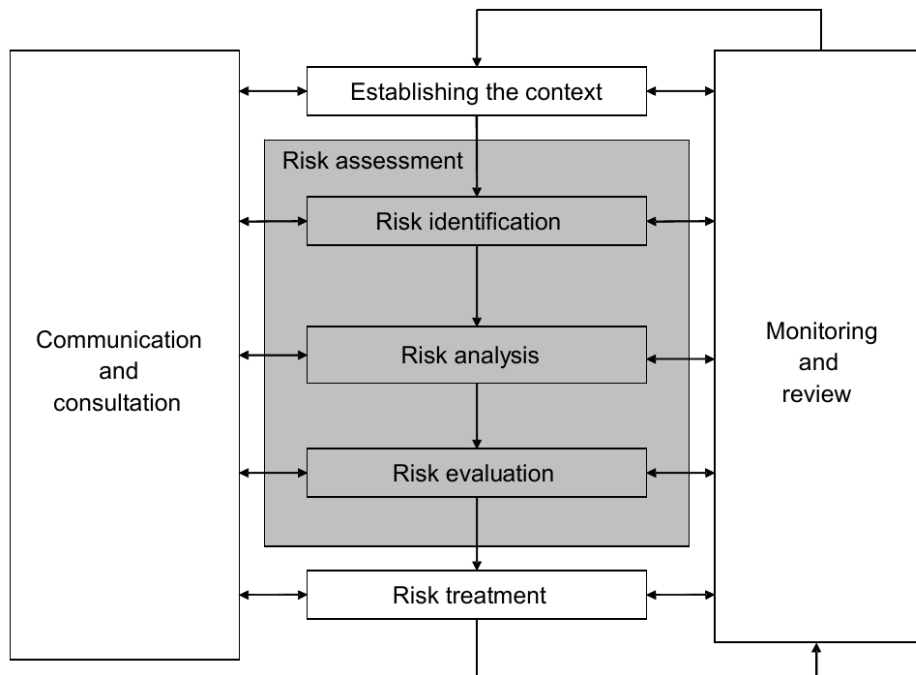 Establishing the context
Risk assessment
Risk identification
Risk analysis
Risk evaluation
Risk treatment
Communication
and
consultation
Monitoring
and
review